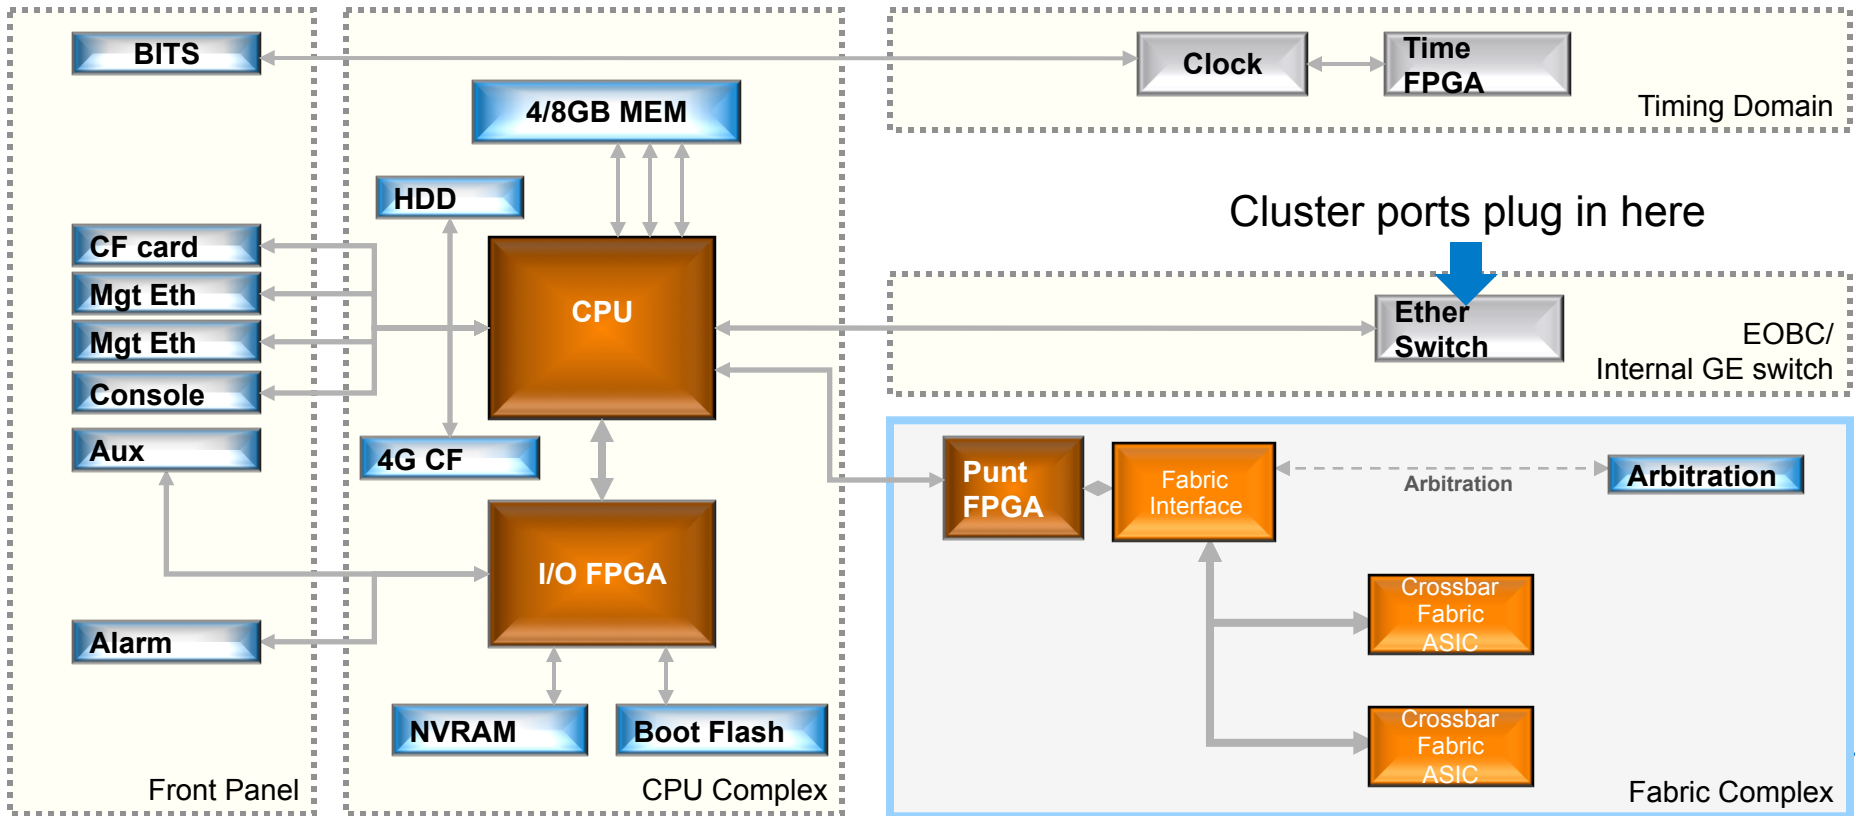 BITS
CF card
Mgt Eth
Mgt Eth
Console
Aux
Alarm
Front Panel
4/8GB MEM
HDD
CPU
4G CF
I/O FPGA
NVRAM
Boot Flash
CPU Complex
Clock
Time
FPGA
Timing Domain
Cluster ports plug in here
Ether
Switch
EOBC/
Internal GE switch
Punt
FPGA
Fabric
Interface
Arbitration
Arbitration
Crossbar
Fabric
ASIC
Crossbar
Fabric
ASIC
Fabric Complex